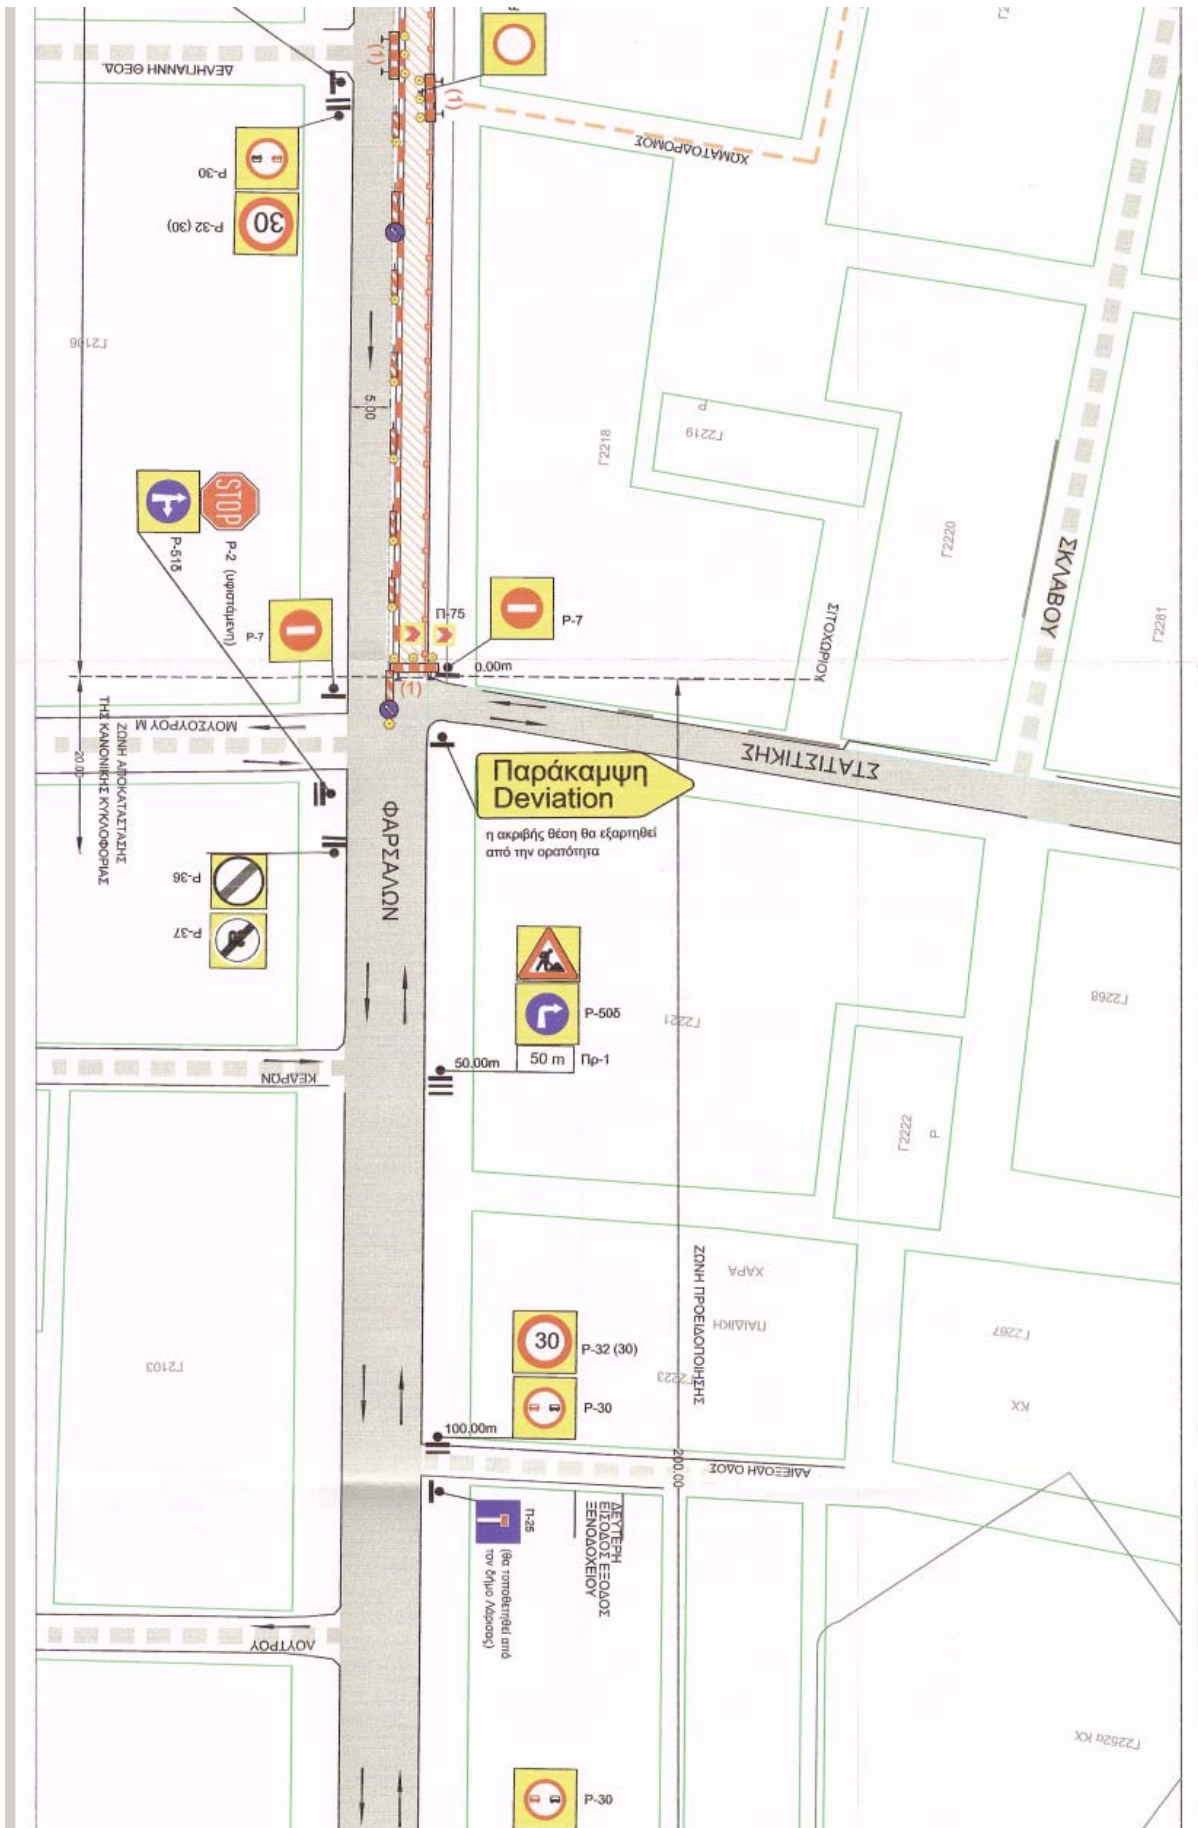 ΔΕΛΗΓΙΑΝΝΗ ΘΕΟΔ.
(1)
(1)
ΧΩΜΑΤΟΔΡΟΜΟΣ
P-30
P-32 (30)
30
Γ2106
5.00
Γ2218
Γ2219
P
Γ2220
ΣΚΛΑΒΟΥ
Γ2281
ΣΙΤΟΧΩΡΙΟΥ
P-51δ
STOP
P-2 (υφιστάμενη)
P-7
Π-75
P-7
0.00m
(1)
ΜΟΥΣΟΥΡΟΥ Μ
ΖΩΝΗ ΑΠΟΚΑΤΑΣΤΑΣΗΣ
ΤΗΣ ΚΑΝΟΝΙΚΗΣ ΚΥΚΛΟΦΟΡΙΑΣ
20.00
ΣΤΑΤΙΣΤΙΚΗΣ
Παράκαμψη
Deviation
η ακριβής θέση θα εξαρτηθεί
από την ορατότητα
ΦΑΡΣΑΛΩΝ
P-36
P-37
P-50δ
50 m
Πρ-1
50.00m
Γ2221
Γ2268
ΚΕΔΡΩΝ
Γ2222
P
ΖΩΝΗ ΠΡΟΕΙΔΟΠΟΙΗΣΗΣ
200.00
ΠΑΙΔΙΚΗ
ΧΑΡΑ
Γ2267
ΚΧ
Γ2103
30
P-32 (30)
Γ2223
P-30
100.00m
ΑΔΙΕΞΟΔΗ ΟΔΟΣ
Π-25
(θα τοποθετηθεί από
τον δήμο Λάρισας)
ΔΕΥΤΕΡΗ
ΕΙΣΟΔΟΣ ΕΞΟΔΟΣ
ΞΕΝΟΔΟΧΕΙΟΥ
ΛΟΥΤΡΟΥ
Γ2252α ΚΧ
P-30